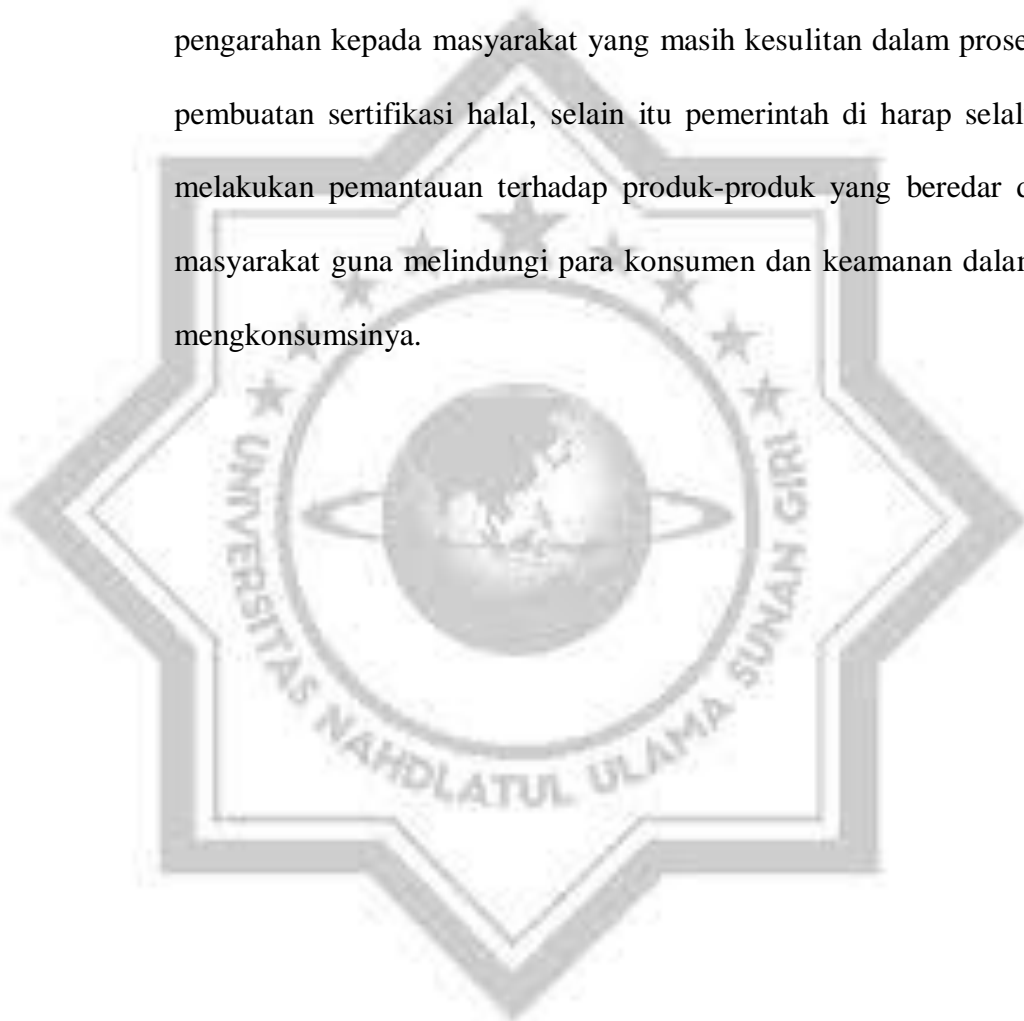 pengarahan kepada masyarakat yang masih kesulitan dalam prose
pembuatan sertifikasi halal, selain itu pemerintah di harap selal
melakukan pemantauan terhadap produk-produk yang beredar d
masyarakat guna melindungi para konsumen dan keamanan dalam
mengkonsumsinya.
UNIVERSITAS NAHDLATUL ULAMA SUNAN GIRI